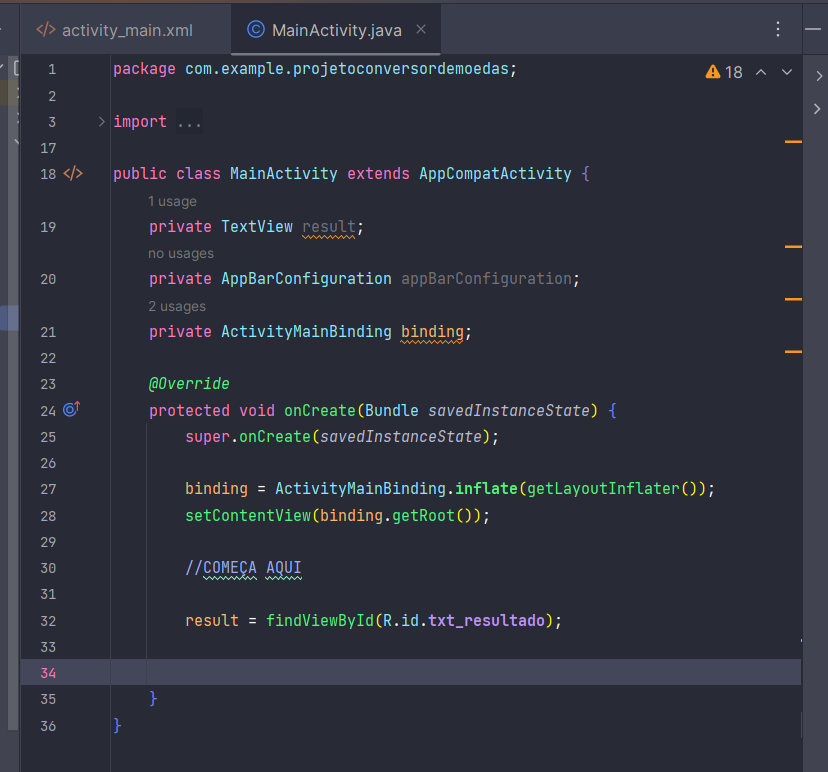 activity_main.xml MainActivity.java
1 package com.example.projetoconversordemoedas; 18
2
3 import ...
17
18 public class MainActivity extends AppCompatActivity {
1 usage
19 private TextView result;
no usages
20 private AppBarConfiguration appBarConfiguration;
2 usages
21 private ActivityMainBinding binding;
22
23 @Override
24 protected void onCreate(Bundle savedInstanceState) {
25 super.onCreate(savedInstanceState);
26
27 binding = ActivityMainBinding.inflate(getLayoutInflater());
28 setContentView(binding.getRoot());
29
30 //COMEÇA AQUI
31
32 result = findViewById(R.id.txt_resultado);
33
34
35 }
36 }